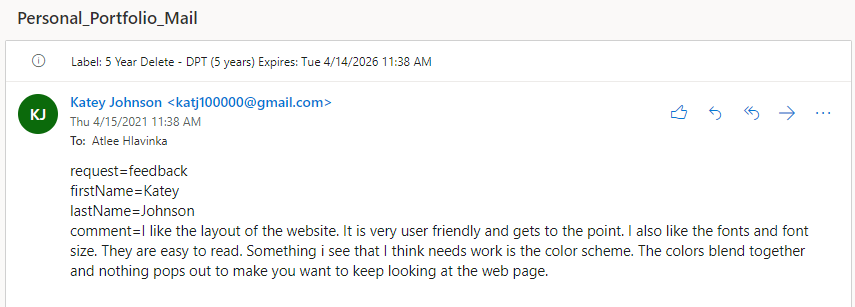 Personal_Portfolio_Mail
Label: 5 Year Delete - DPT (5 years) Expires: Tue 4/14/2026 11:38 AM
KJ
Katey Johnson <katj100000@gmail.com>
Thu 4/15/2021 11:38 AM
To: Atlee Hlavinka
request=feedback
firstName=Katey
lastName=Johnson
comment=I like the layout of the website. It is very user friendly and gets to the point. I also like the fonts and font
size. They are easy to read. Something i see that I think needs work is the color scheme. The colors blend together
and nothing pops out to make you want to keep looking at the web page.